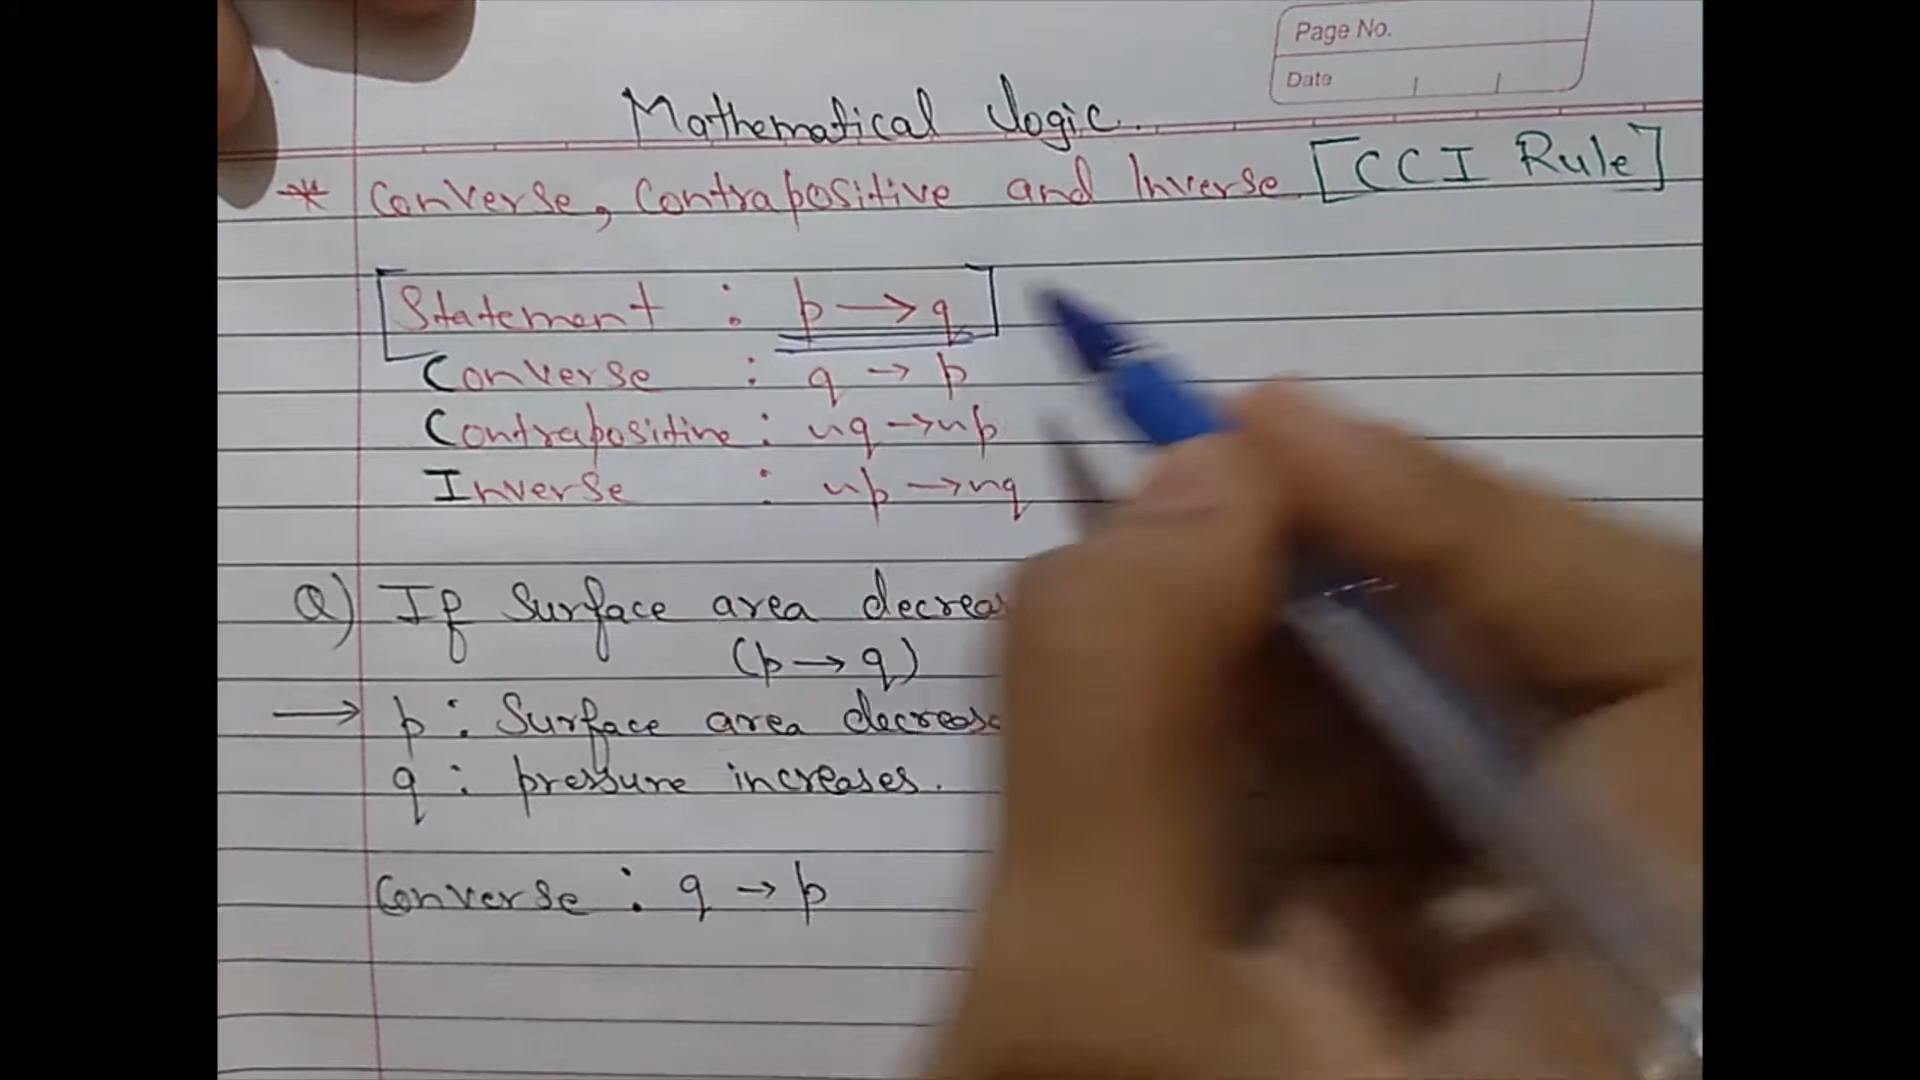 Page No.
Date
Mathematical Logic.
* Converse, Contrapositive and Inverse [CCI Rule]
Statement : p → q
Converse : q → p
Contrapositive : ~q → ~p
Inverse : ~p → ~q
Q) If Surface area
(p → q)
→ p : Surface area
q : pressure increases.
Converse : q → p